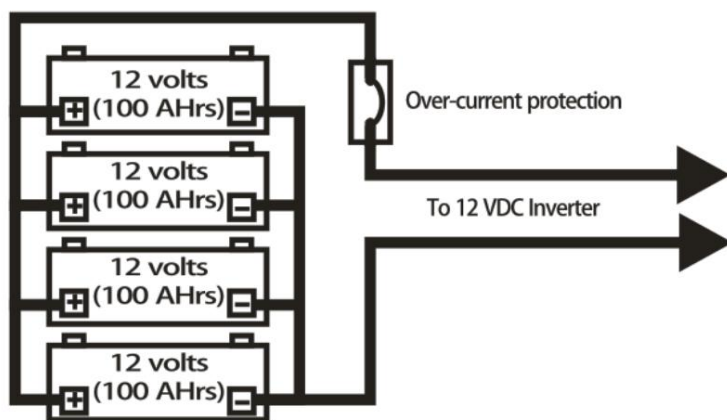 12 volts
(100 AHrs)
+ −
Over-current protection
12 volts
(100 AHrs)
+ −
To 12 VDC Inverter
12 volts
(100 AHrs)
+ −
12 volts
(100 AHrs)
+ −